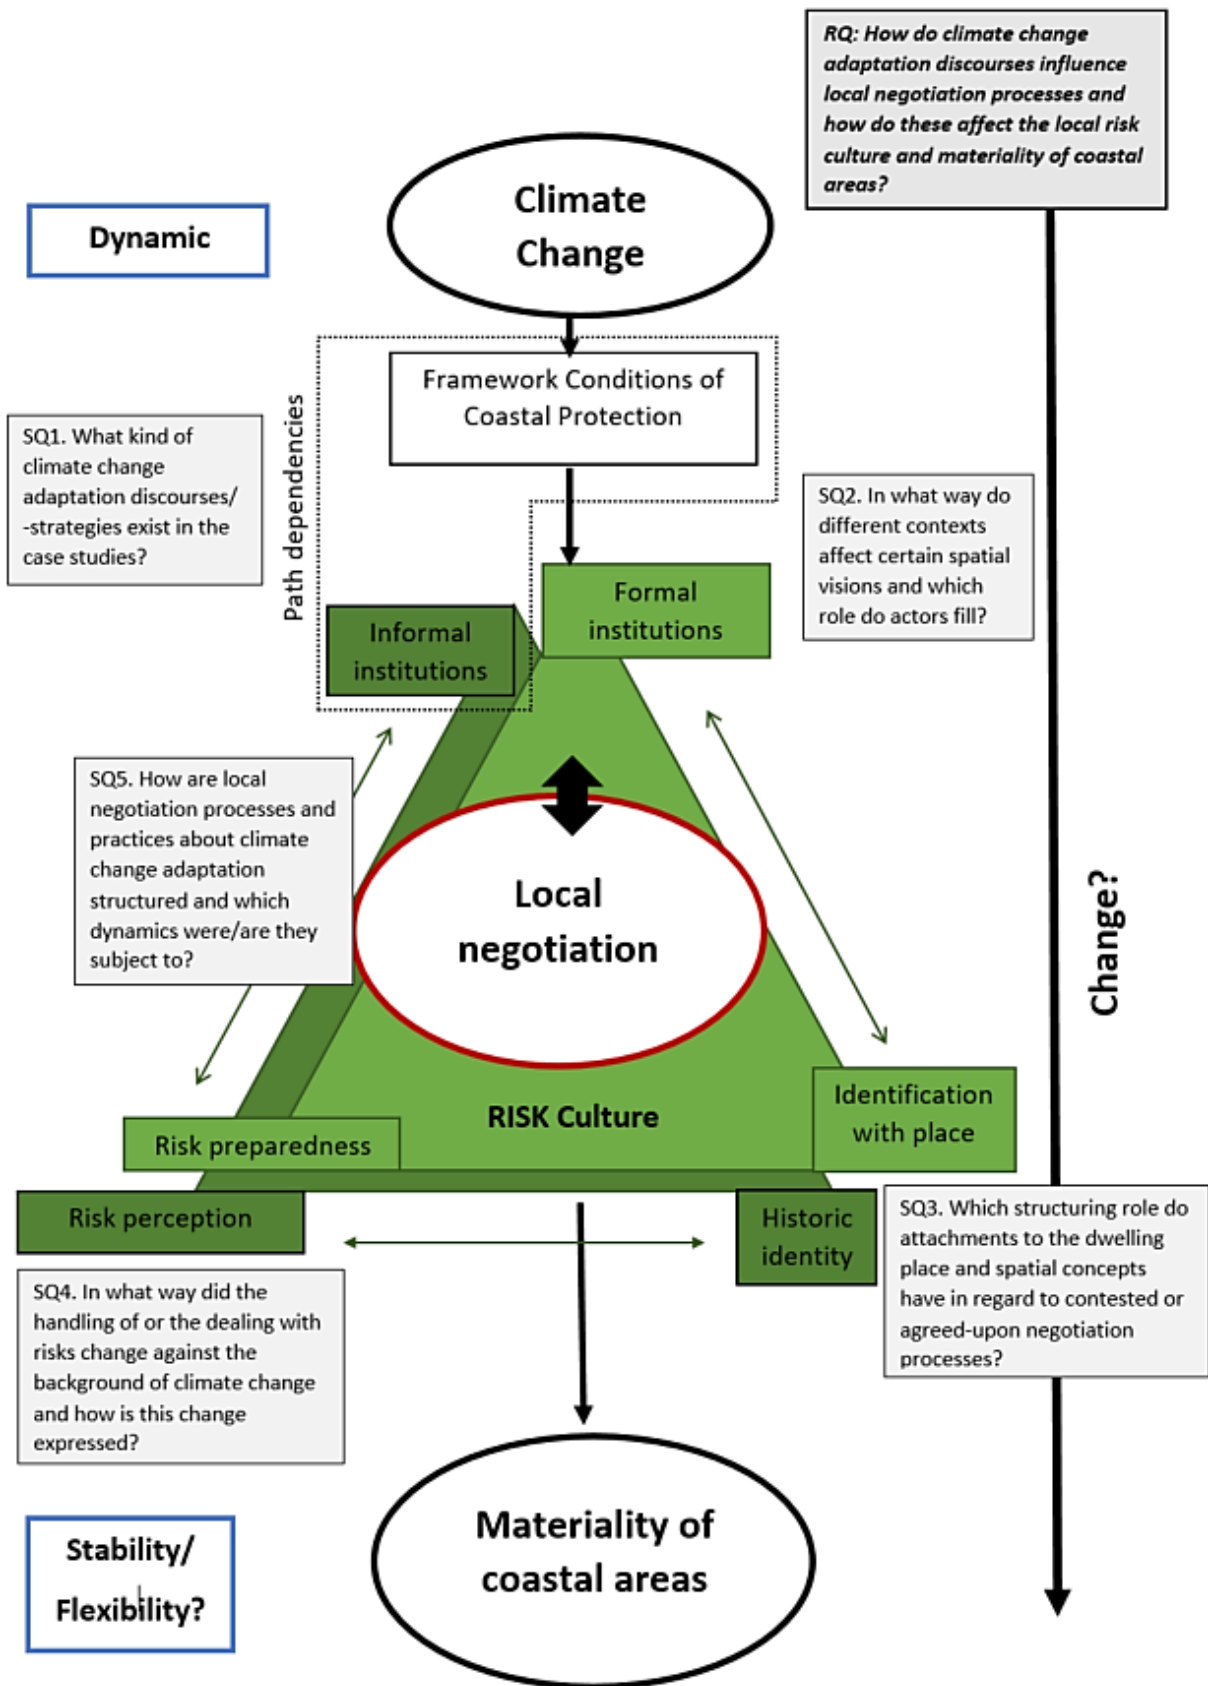 RQ: How do climate change
adaptation discourses influence
local negotiation processes and
how do these affect the local risk
culture and materiality of coastal
areas?
Climate
Change
Dynamic
Framework Conditions of
Coastal Protection
Path dependencies
SQ1. What kind of
climate change
adaptation discourses/
-strategies exist in the
case studies?
SQ2. In what way do
different contexts
affect certain spatial
visions and which
role do actors fill?
Formal
institutions
Informal
institutions
SQ5. How are local
negotiation processes and
practices about climate
change adaptation
structured and which
dynamics were/are they
subject to?
Local
negotiation
Change?
RISK Culture
Identification
with place
Risk preparedness
Risk perception
Historic
identity
SQ3. Which structuring role do
attachments to the dwelling
place and spatial concepts
have in regard to contested or
agreed-upon negotiation
processes?
SQ4. In what way did the
handling of or the dealing with
risks change against the
background of climate change
and how is this change
expressed?
Materiality of
coastal areas
Stability/
Flexibility?